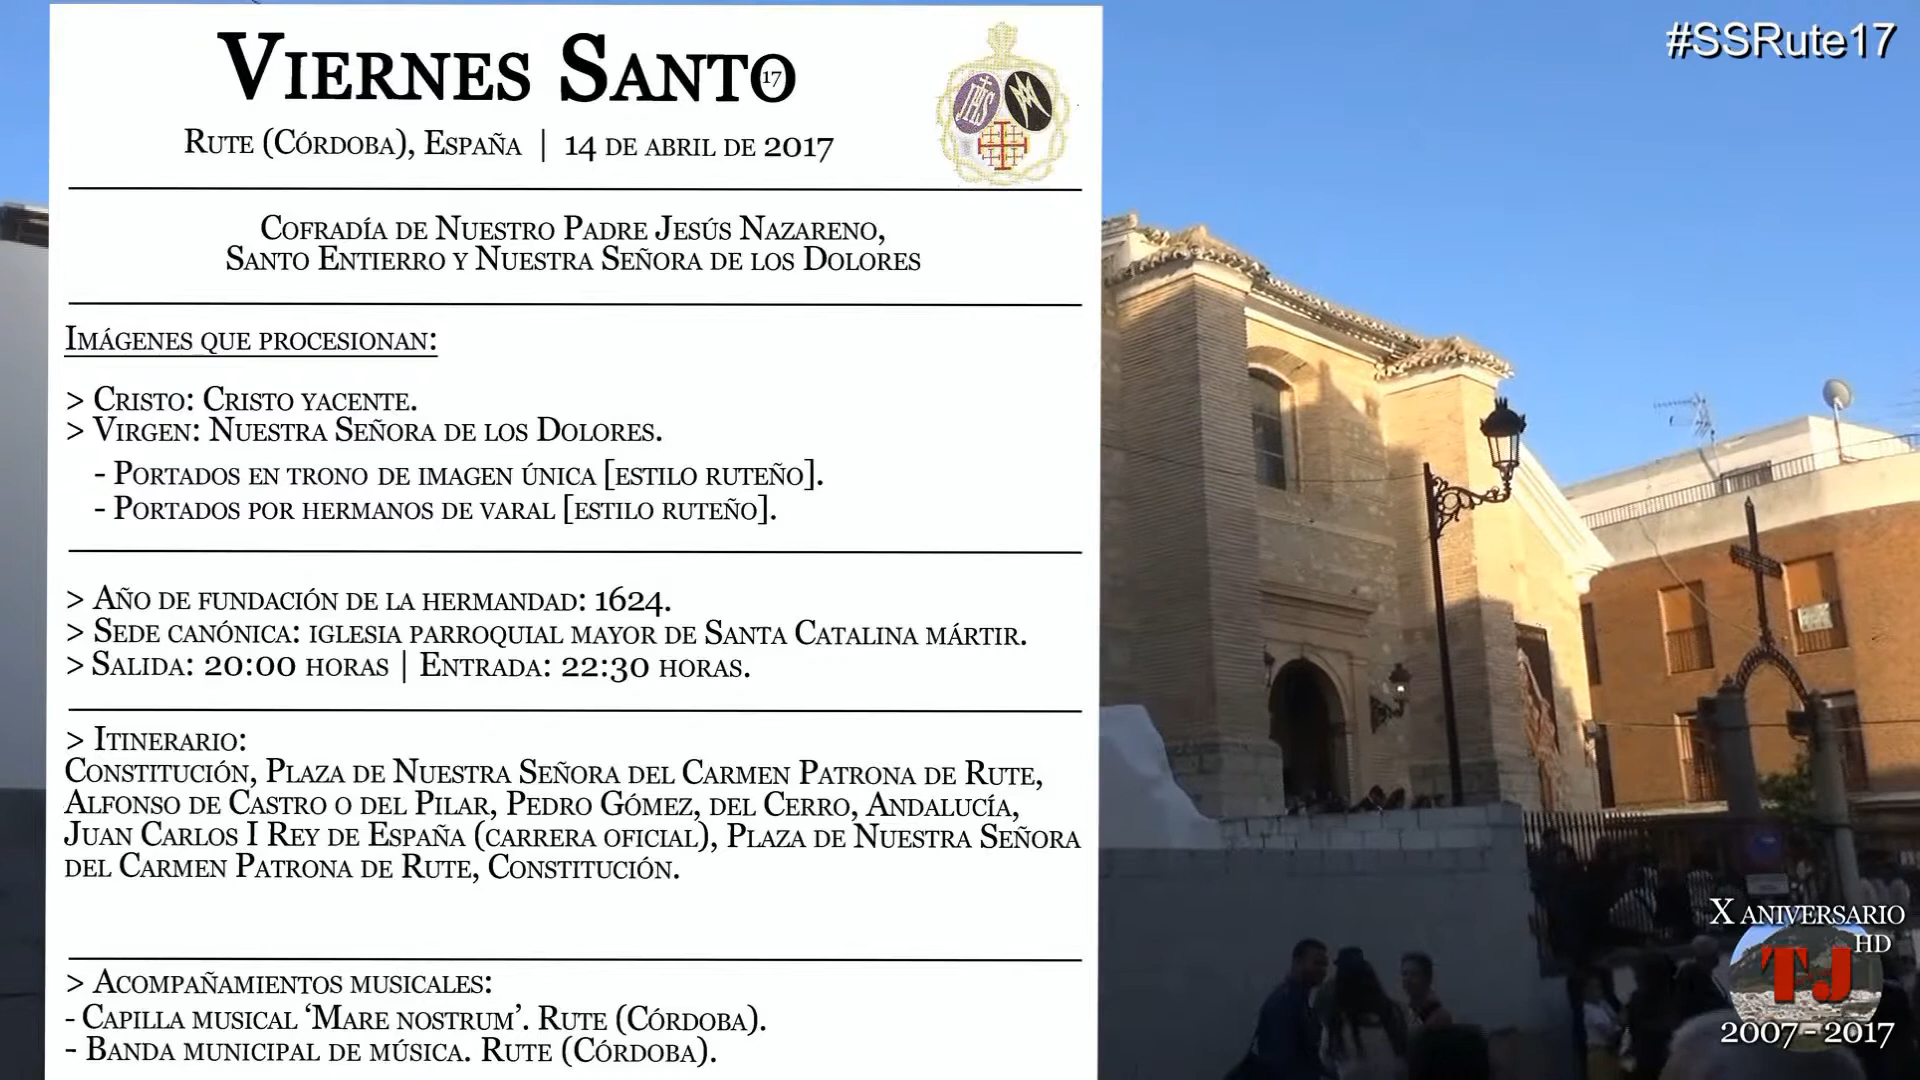 VIERNES SANTO
17
RUTE (CÓRDOBA), ESPAÑA | 14 DE ABRIL DE 2017
JHS
COFRADÍA DE NUESTRO PADRE JESÚS NAZARENO,
SANTO ENTIERRO Y NUESTRA SEÑORA DE LOS DOLORES
IMÁGENES QUE PROCESIONAN:
> CRISTO: CRISTO YACENTE.
> VIRGEN: NUESTRA SEÑORA DE LOS DOLORES.
- PORTADOS EN TRONO DE IMAGEN ÚNICA [ESTILO RUTEÑO].
- PORTADOS POR HERMANOS DE VARAL [ESTILO RUTEÑO].
> AÑO DE FUNDACIÓN DE LA HERMANDAD: 1624.
> SEDE CANÓNICA: IGLESIA PARROQUIAL MAYOR DE SANTA CATALINA MÁRTIR.
> SALIDA: 20:00 HORAS | ENTRADA: 22:30 HORAS.
> ITINERARIO:
CONSTITUCIÓN, PLAZA DE NUESTRA SEÑORA DEL CARMEN PATRONA DE RUTE,
ALFONSO DE CASTRO O DEL PILAR, PEDRO GÓMEZ, DEL CERRO, ANDALUCÍA,
JUAN CARLOS I REY DE ESPAÑA (CARRERA OFICIAL), PLAZA DE NUESTRA SEÑORA
DEL CARMEN PATRONA DE RUTE, CONSTITUCIÓN.
> ACOMPAÑAMIENTOS MUSICALES:
- CAPILLA MUSICAL ‘MARE NOSTRUM’. RUTE (CÓRDOBA).
- BANDA MUNICIPAL DE MÚSICA. RUTE (CÓRDOBA).
#SSRute17
X ANIVERSARIO
HD
TJ
2007 - 2017